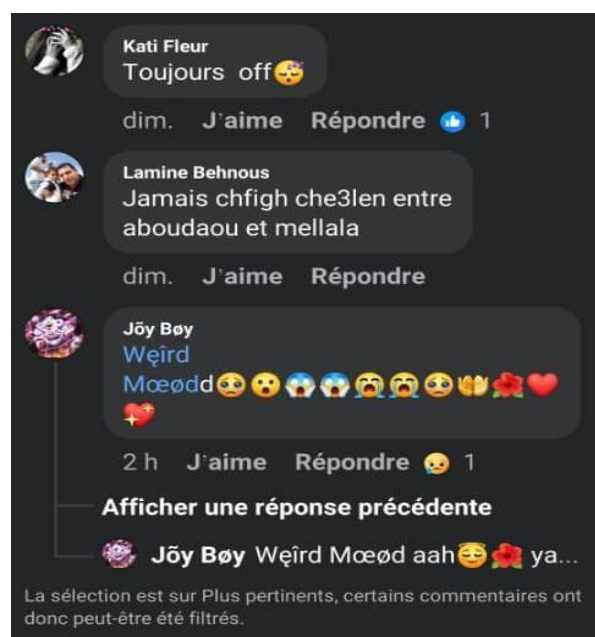 Kati Fleur
Toujours off😴
dim. J'aime Répondre 1
Lamine Behnous
Jamais chfigh che3len entre
aboudaou et mellala
dim. J'aime Répondre
Jõy Bøy
Węîrd
Mœødd🥺😮😱😱😭😭🥺🤲🌺❤️
💖
2 h J'aime Répondre 😢 1
Afficher une réponse précédente
Jõy Bøy Węîrd Mœød aah😇🌺 ya...
La sélection est sur Plus pertinents, certains commentaires ont
donc peut-être été filtrés.